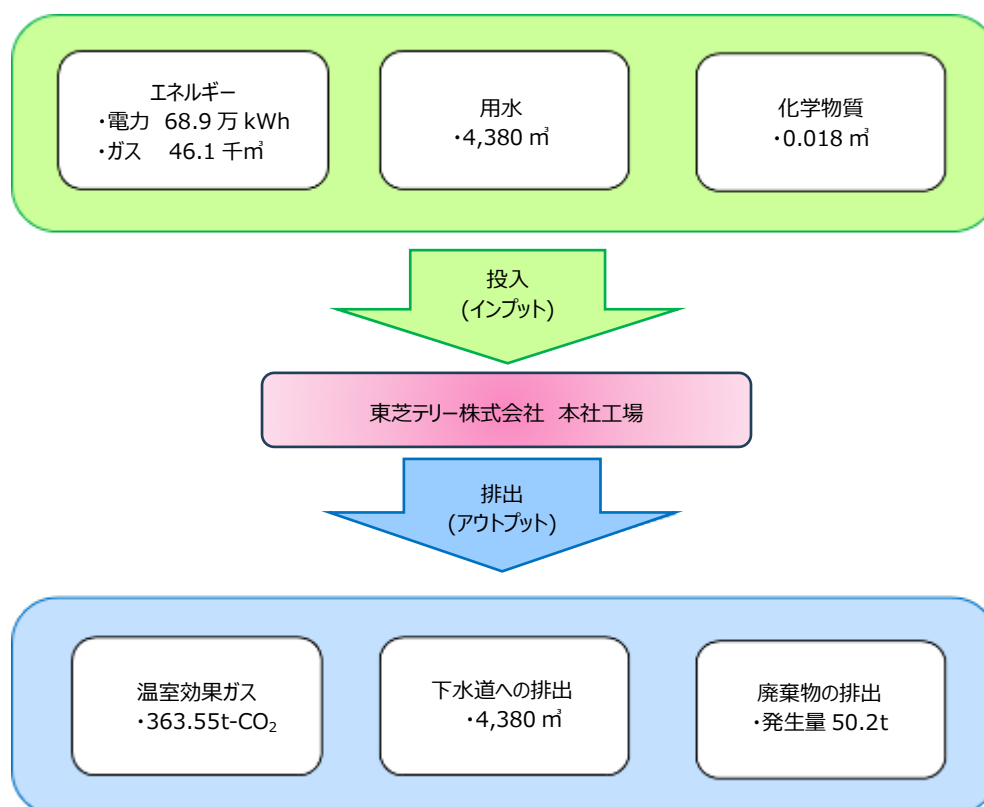 エネルギー
・電力 68.9 万 kWh
・ガス 46.1 千㎥
用水
・4,380 ㎥
化学物質
・0.018 ㎥
投入
(インプット)
東芝テリー株式会社 本社工場
排出
(アウトプット)
温室効果ガス
・363.55t-CO₂
下水道への排出
・4,380 ㎥
廃棄物の排出
・発生量 50.2t